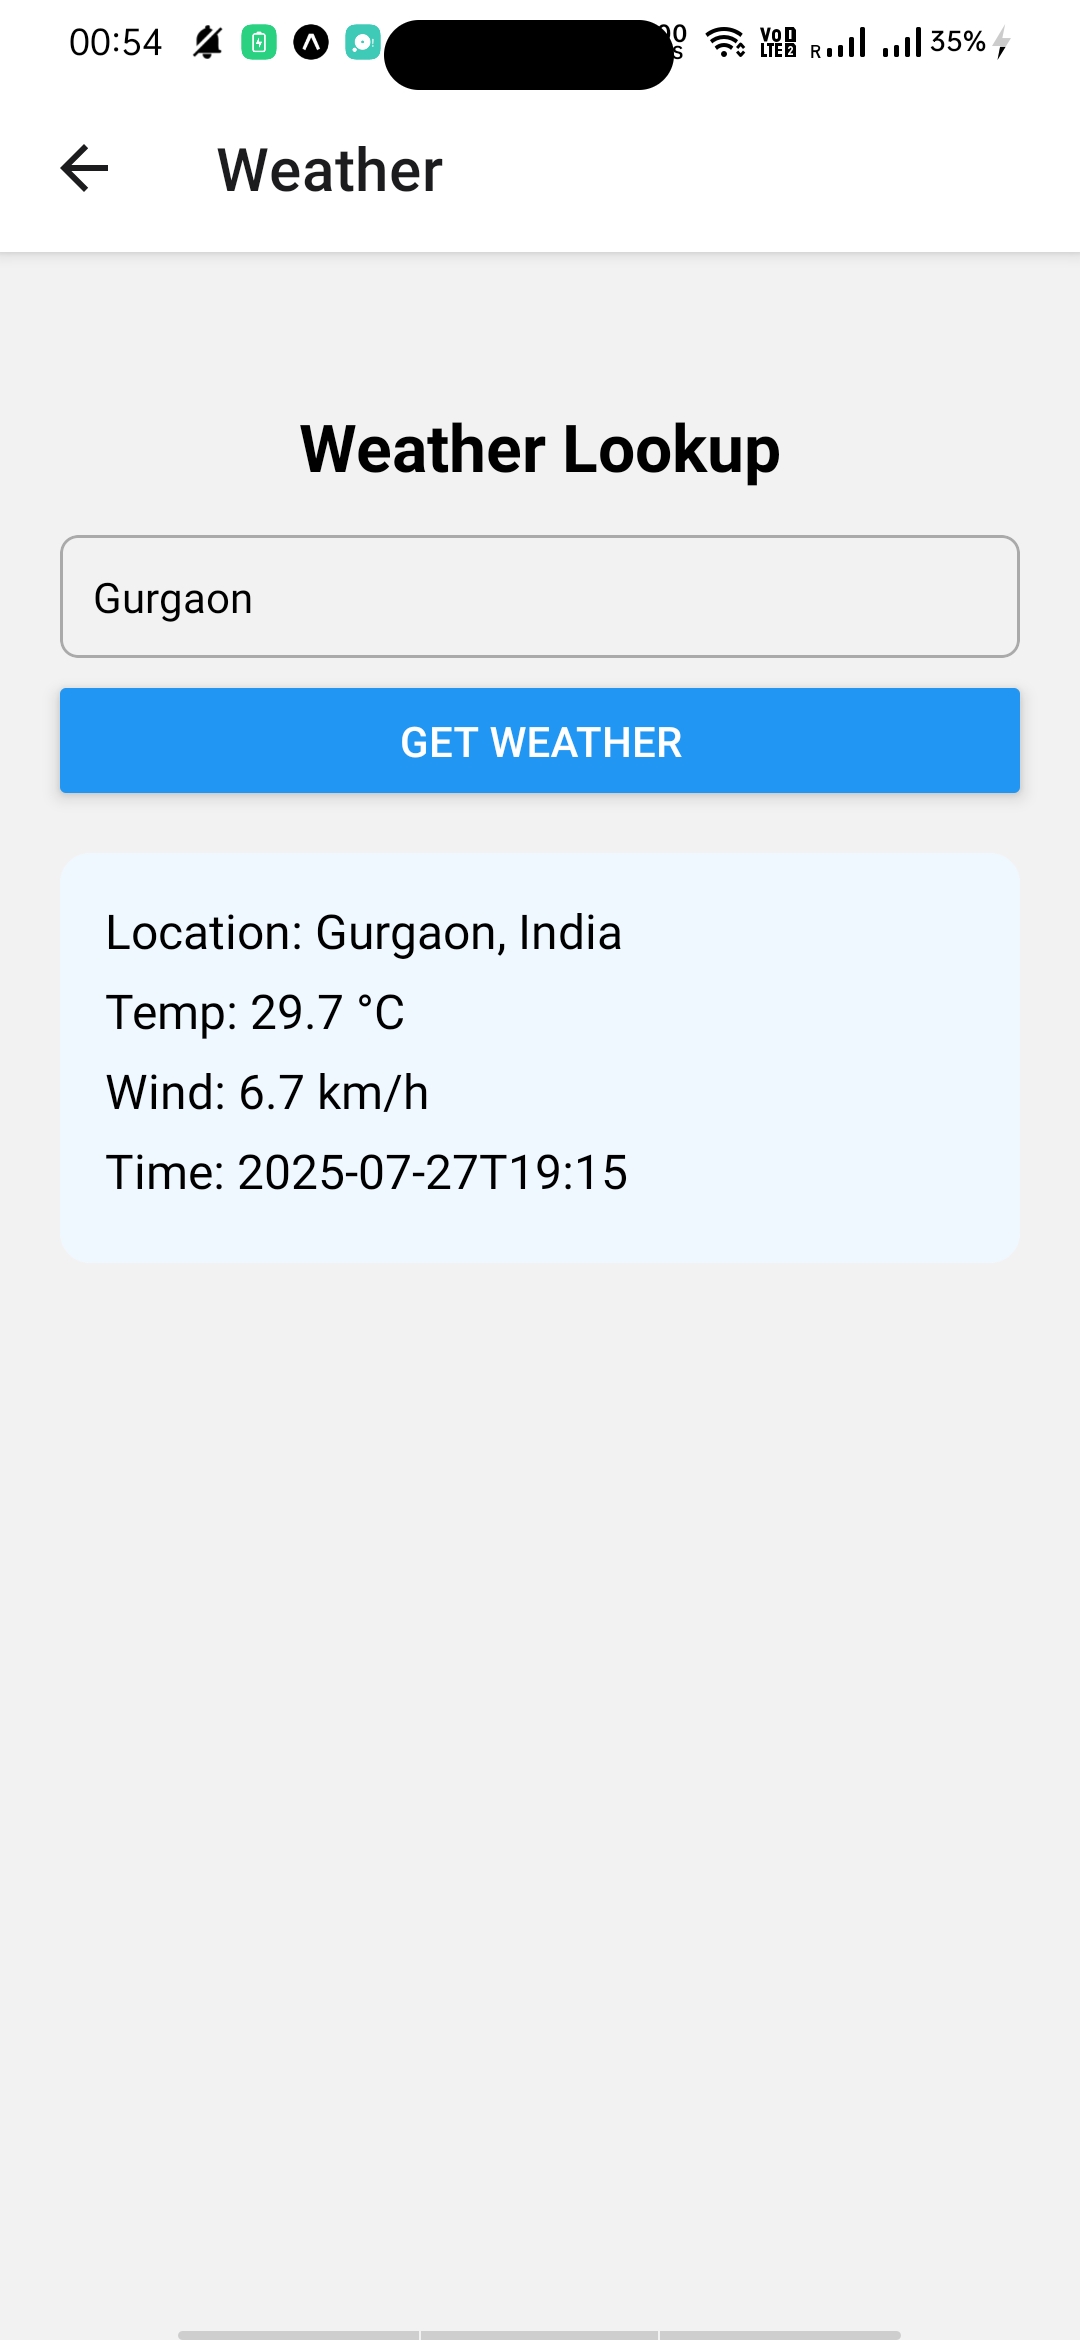 00:54 35%
Weather
Weather Lookup
Gurgaon
GET WEATHER
Location: Gurgaon, India
Temp: 29.7 °C
Wind: 6.7 km/h
Time: 2025-07-27T19:15